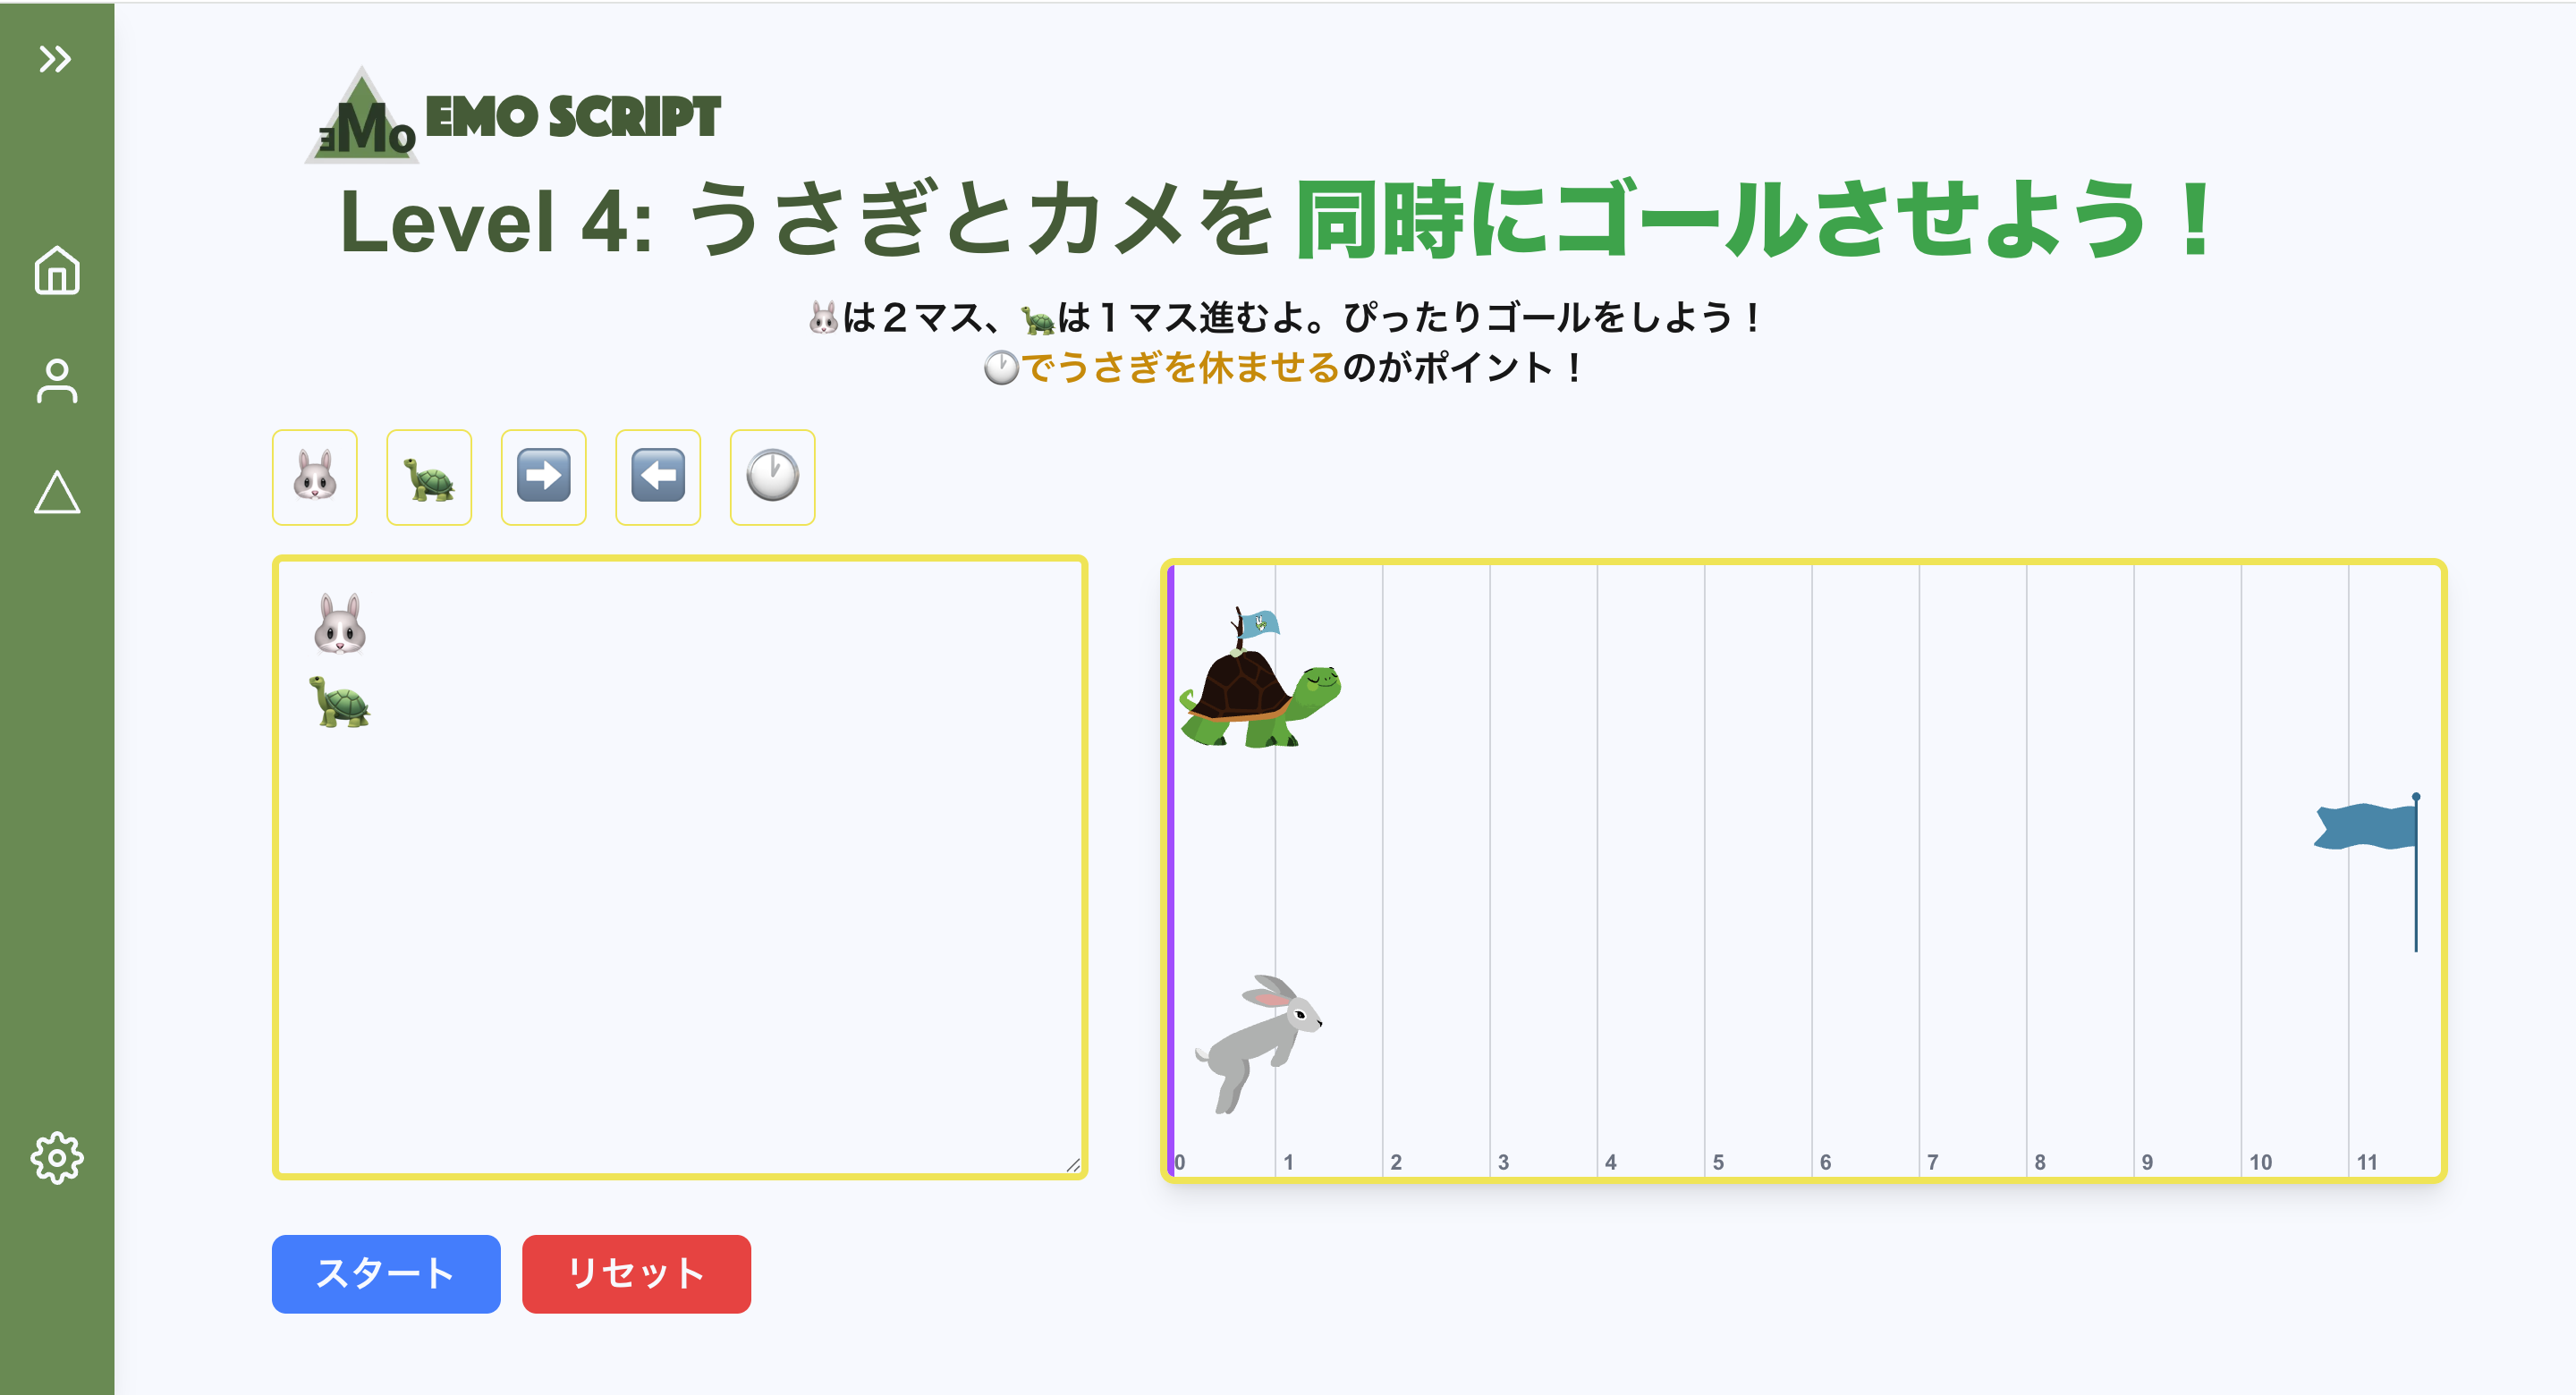 EMO
EMO SCRIPT
Level 4: うさぎとカメを 同時にゴールさせよう！
🐰は２マス、🐢は１マス進むよ。ぴったりゴールをしよう！
🕐でうさぎを休ませるのがポイント！
🐰 🐢 ➡️ ⬅️ 🕐
🐰
🐢
0 1 2 3 4 5 6 7 8 9 10 11
スタート リセット